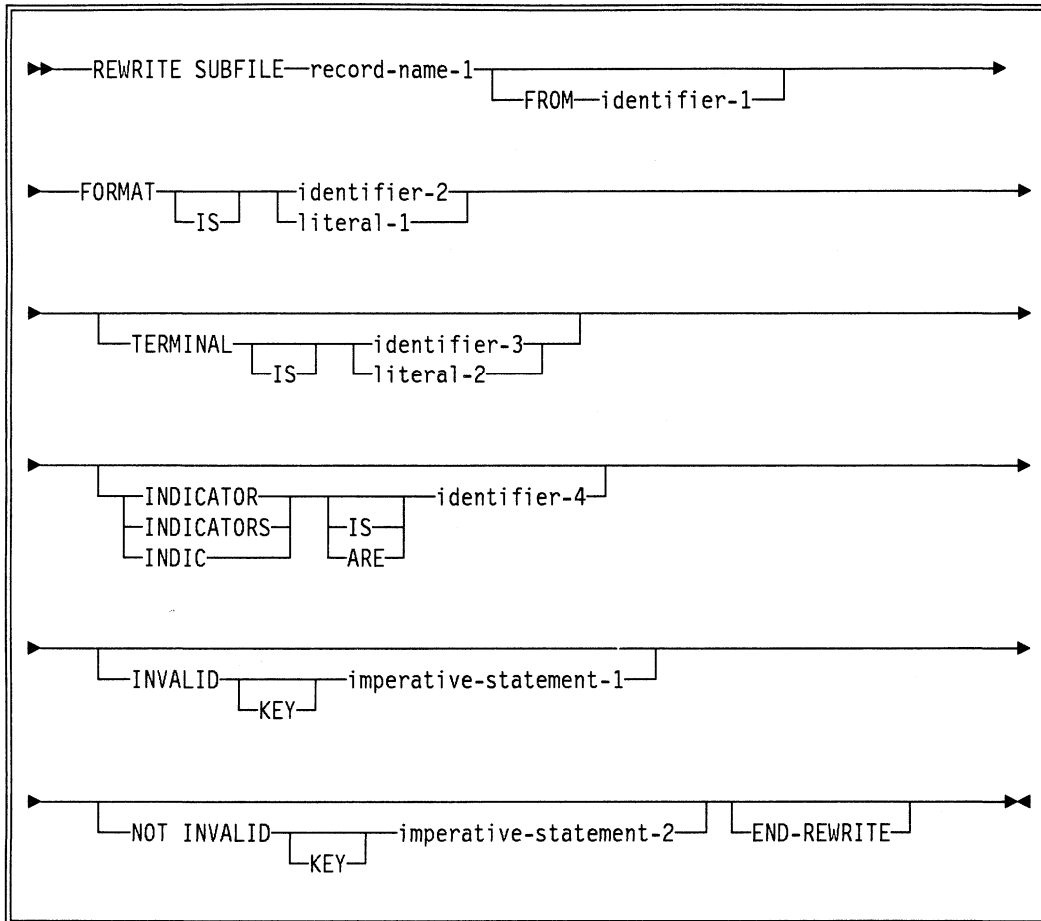 REWRITE SUBFILE record-name-1
FROM identifier-1
FORMAT identifier-2
IS literal-1
TERMINAL identifier-3
IS literal-2
INDICATOR identifier-4
INDICATORS IS
INDIC ARE
INVALID imperative-statement-1
KEY
NOT INVALID imperative-statement-2 END-REWRITE
KEY